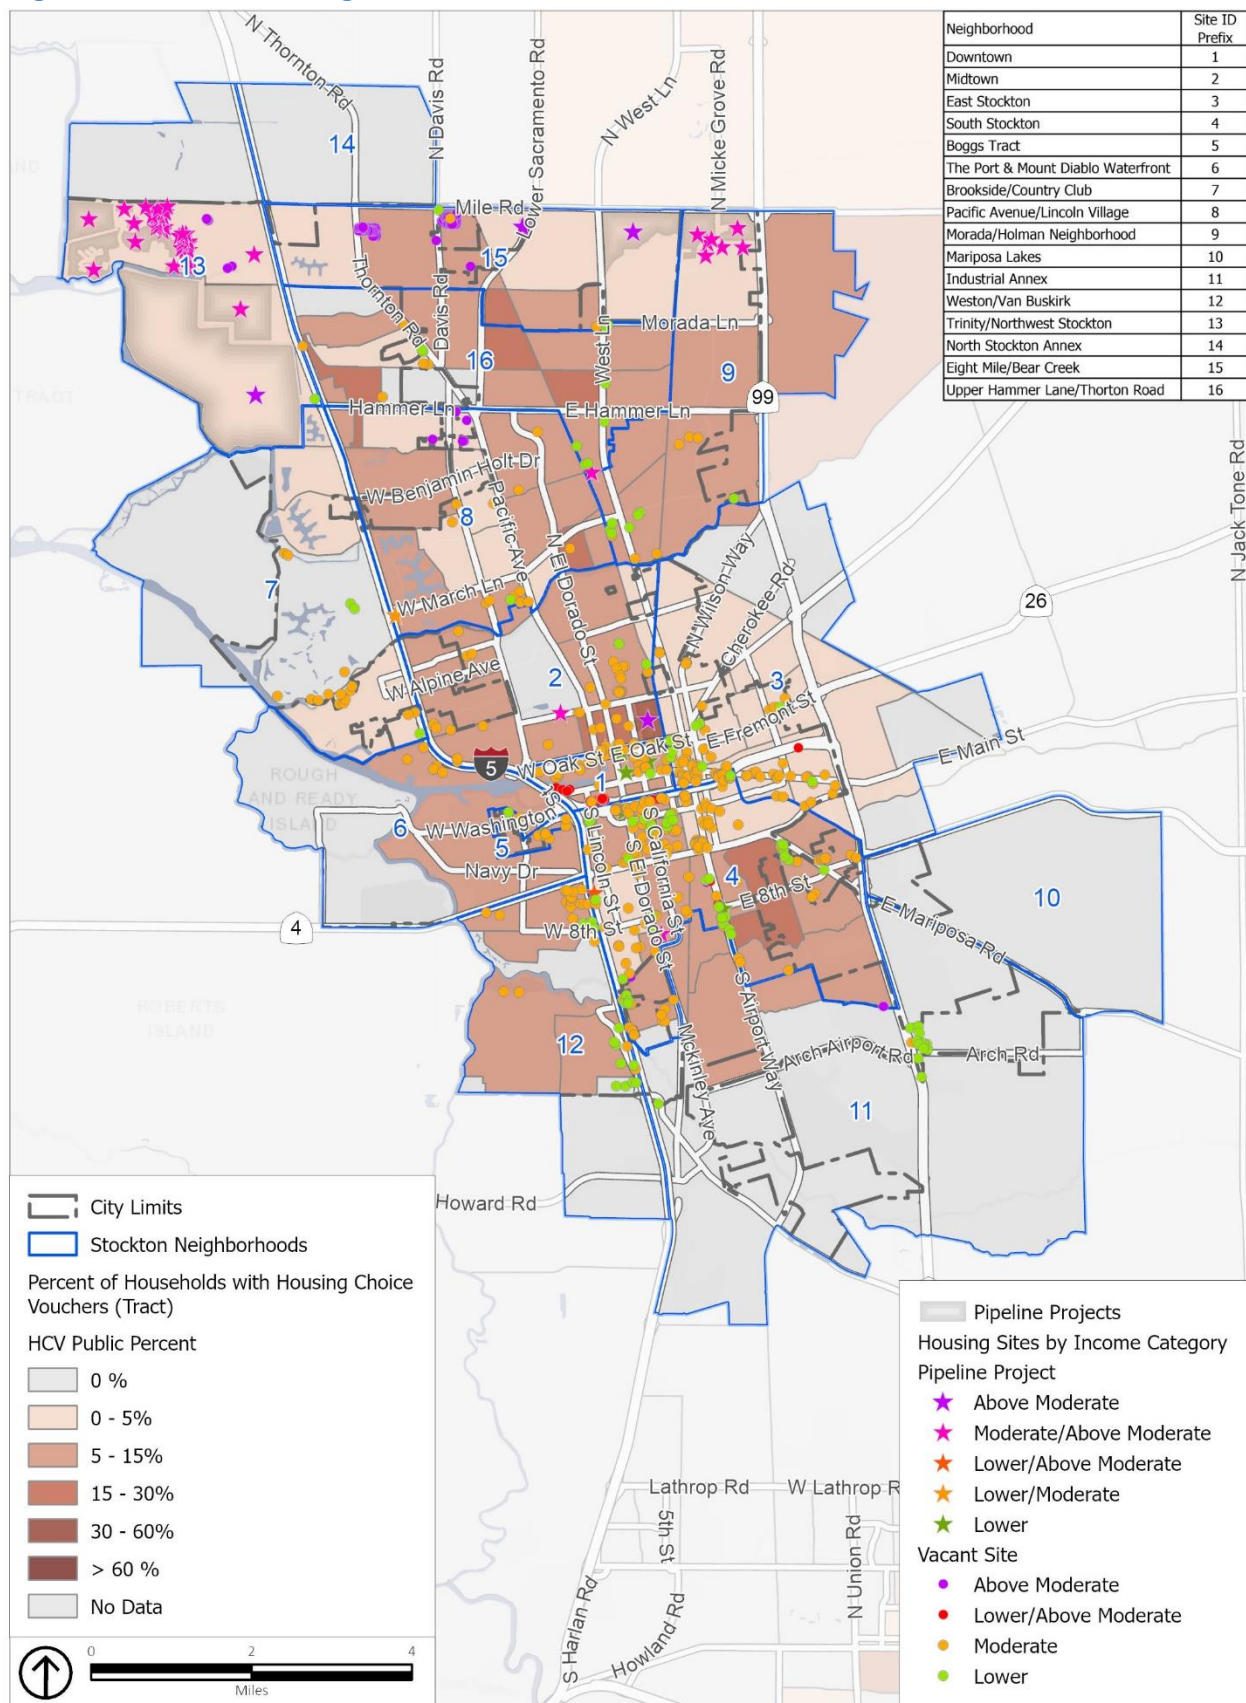 Neighborhood Site ID Prefix
Downtown 1
Midtown 2
East Stockton 3
South Stockton 4
Boggs Tract 5
The Port & Mount Diablo Waterfront 6
Brookside/Country Club 7
Pacific Avenue/Lincoln Village 8
Morada/Holman Neighborhood 9
Mariposa Lakes 10
Industrial Annex 11
Weston/Van Buskirk 12
Trinity/Northwest Stockton 13
North Stockton Annex 14
Eight Mile/Bear Creek 15
Upper Hammer Lane/Thorton Road 16
N Thornton Rd
N Davis Rd
Lower Sacramento Rd
N West Ln
N Micke Grove Rd
14
Mile Rd
13
15
Thornton Rd
Davis Rd
West Ln
Morada Ln
16
9
99
Hammer Ln
E Hammer Ln
TRACT
W Benjamin Holt Dr
8
Pacific Ave
N El Dorado St
N Wilson Way
Cherokee Rd
N Jack Tone Rd
7
W March Ln
26
W Alpine Ave
2
3
E Fremont St
W Oak St
E Oak St
E Main St
5
ROUGH
AND READY
ISLAND
1
6
W Washington St
5
Navy Dr
S Lincoln St
S El Dorado St
S California St
4
E 8th St
10
E Mariposa Rd
4
W 8th St
ROBERTS
ISLAND
12
S Airport Way
Mckinley Ave
Arch Airport Rd
Arch Rd
11
Howard Rd
Lathrop Rd
W Lathrop R
5th St
N Union Rd
S Harlan Rd
Howland Rd
City Limits
Stockton Neighborhoods
Percent of Households with Housing Choice
Vouchers (Tract)
HCV Public Percent
0 %
0 - 5%
5 - 15%
15 - 30%
30 - 60%
> 60 %
No Data
0 2 4
Miles
Pipeline Projects
Housing Sites by Income Category
Pipeline Project
Above Moderate
Moderate/Above Moderate
Lower/Above Moderate
Lower/Moderate
Lower
Vacant Site
Above Moderate
Lower/Above Moderate
Moderate
Lower